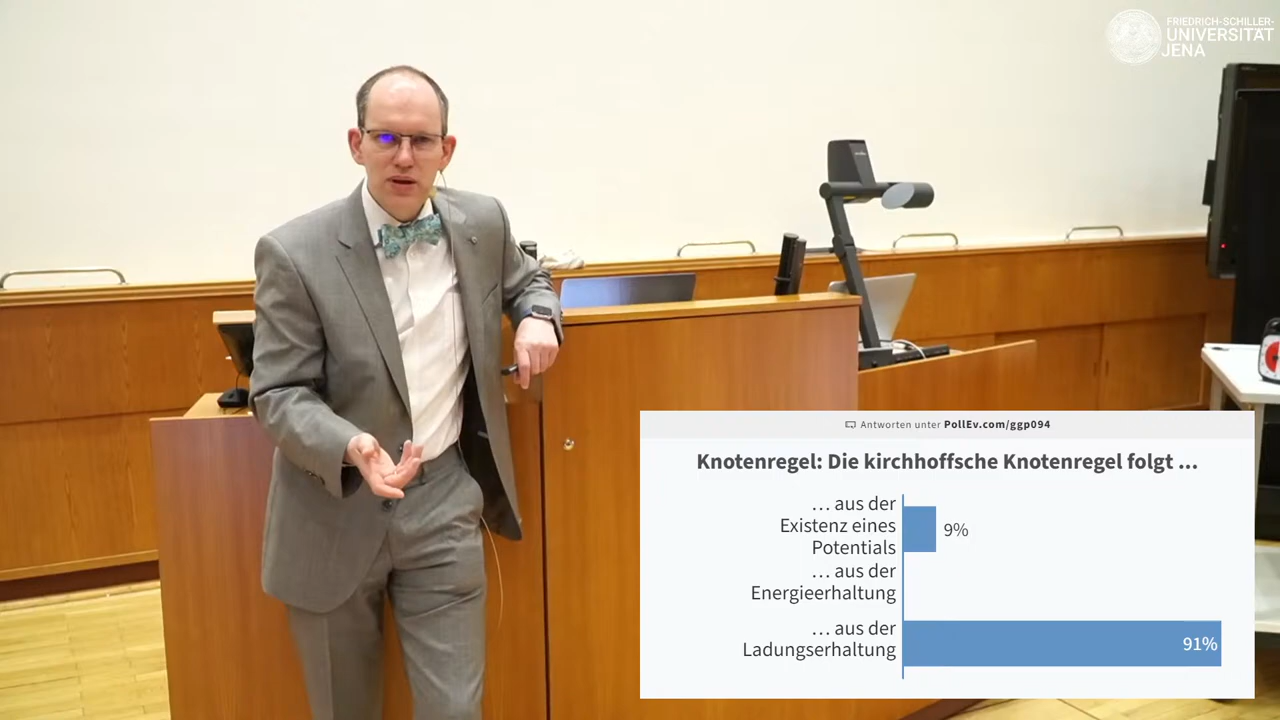 FRIEDRICH-SCHILLER-
UNIVERSITÄT
JENA
Antworten unter PollEv.com/ggp094
Knotenregel: Die kirchhoffsche Knotenregel folgt ...
… aus der
Existenz eines
Potentials
9%
… aus der
Energieerhaltung
… aus der
Ladungserhaltung
91%